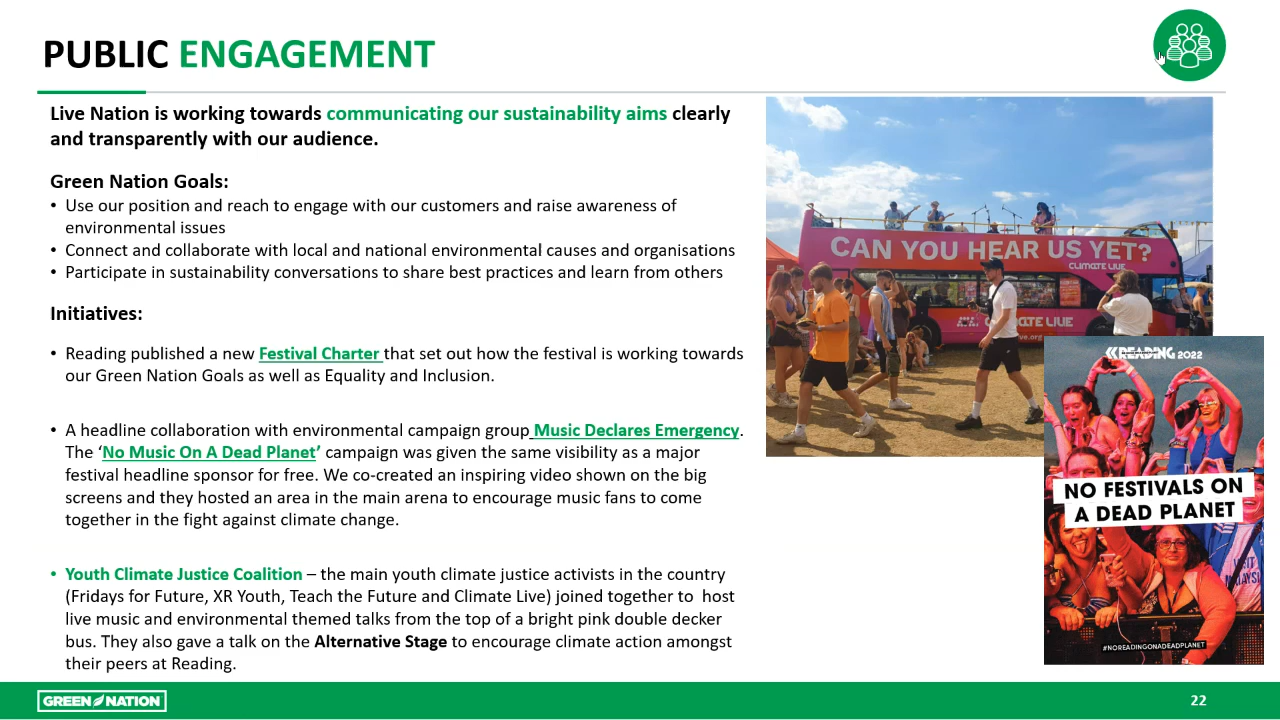 PUBLIC ENGAGEMENT
Live Nation is working towards communicating our sustainability aims clearly
and transparently with our audience.
Green Nation Goals:
• Use our position and reach to engage with our customers and raise awareness of
environmental issues
• Connect and collaborate with local and national environmental causes and organisations
• Participate in sustainability conversations to share best practices and learn from others
Initiatives:
• Reading published a new Festival Charter that set out how the festival is working towards
our Green Nation Goals as well as Equality and Inclusion.
• A headline collaboration with environmental campaign group Music Declares Emergency.
The ‘No Music On A Dead Planet’ campaign was given the same visibility as a major
festival headline sponsor for free. We co-created an inspiring video shown on the big
screens and they hosted an area in the main arena to encourage music fans to come
together in the fight against climate change.
• Youth Climate Justice Coalition – the main youth climate justice activists in the country
(Fridays for Future, XR Youth, Teach the Future and Climate Live) joined together to  host
live music and environmental themed talks from the top of a bright pink double decker
bus. They also gave a talk on the Alternative Stage to encourage climate action amongst
their peers at Reading.
CAN YOU HEAR US YET?
CLIMATE LIVE
CLIMATE LIVE
READING 2022
NO FESTIVALS ON
A DEAD PLANET
#NOREADINGONADEADPLANET
GREEN NATION
22